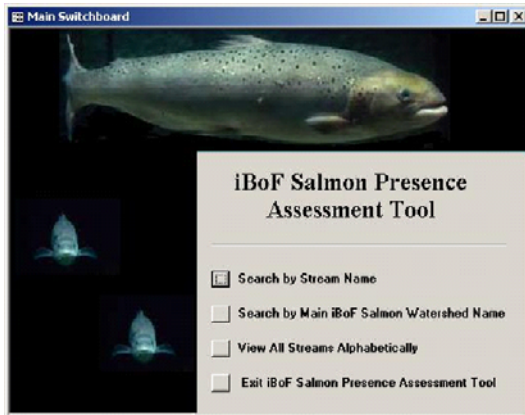 Main Switchboard
iBoF Salmon Presence
Assessment Tool
Search by Stream Name
Search by Main iBoF Salmon Watershed Name
View All Streams Alphabetically
Exit iBoF Salmon Presence Assessment Tool